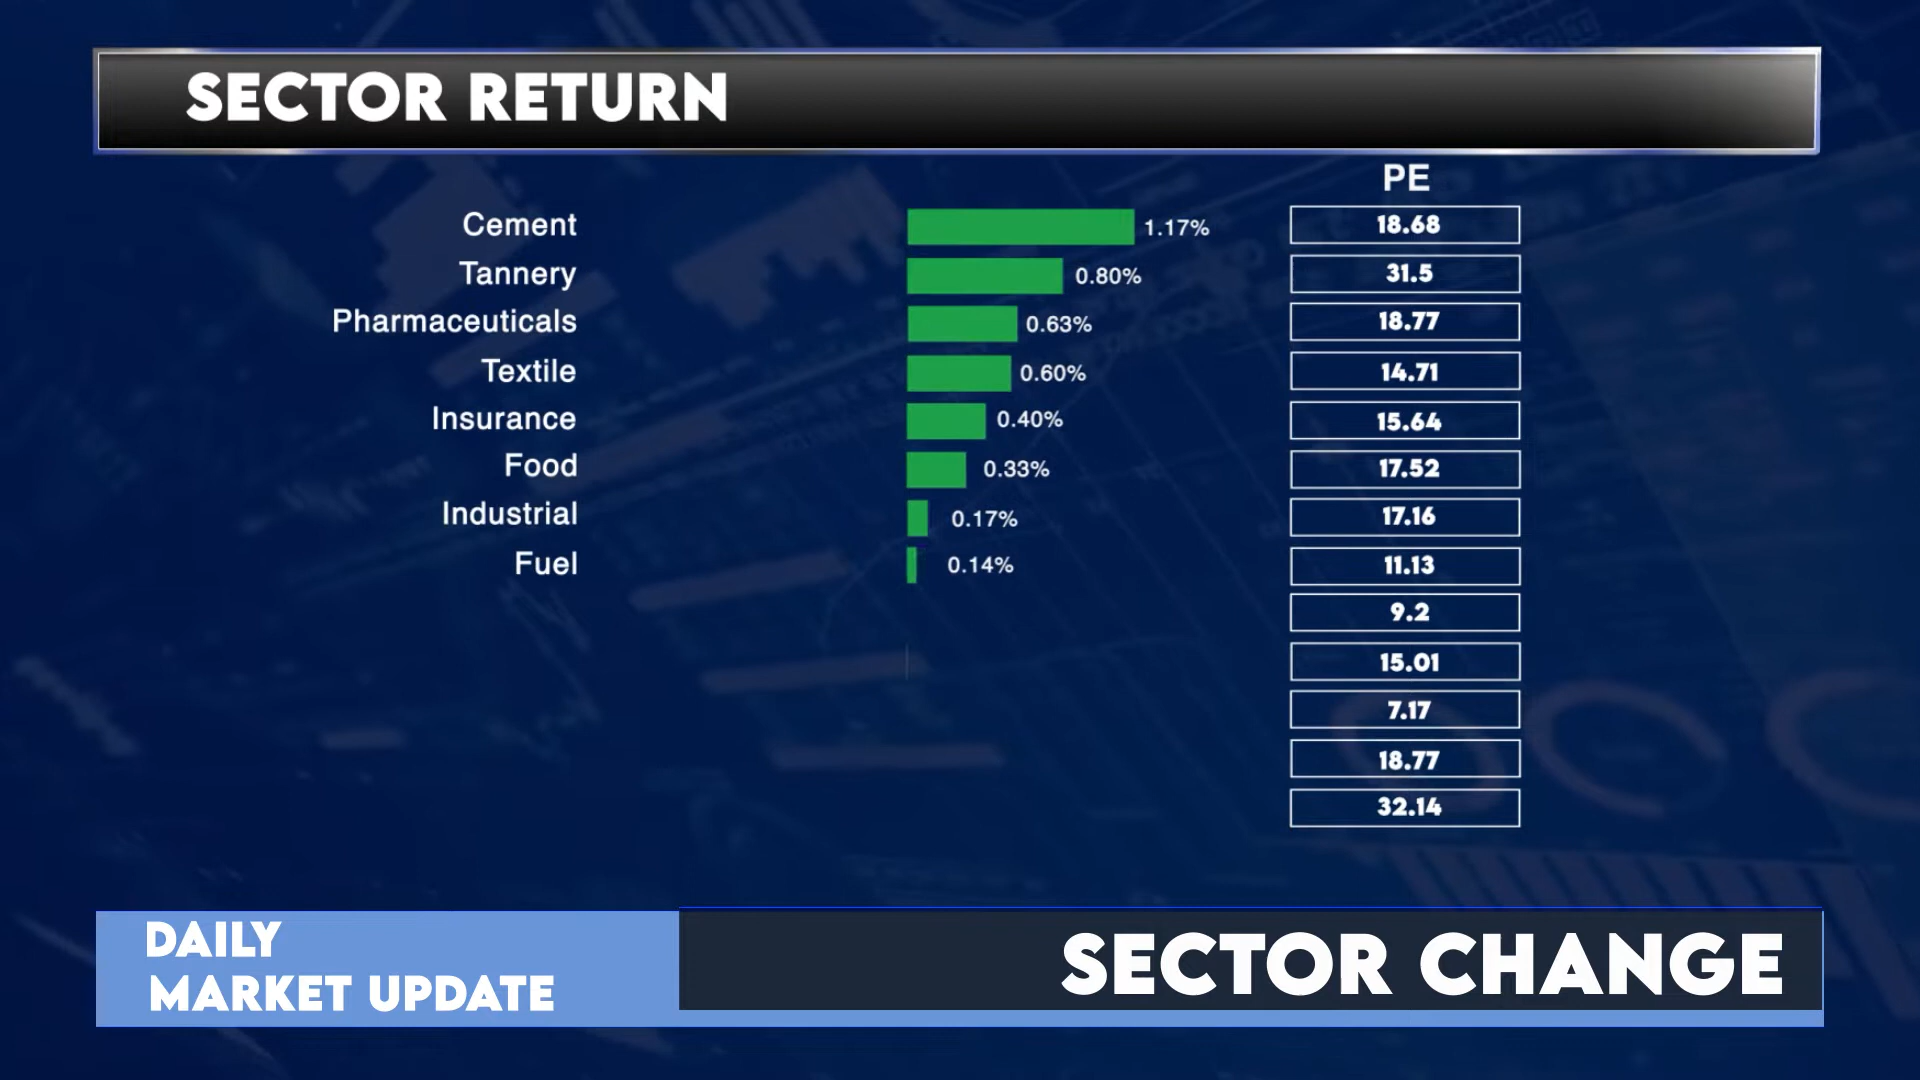 SECTOR RETURN
PE
Cement 1.17% 18.68
Tannery 0.80% 31.5
Pharmaceuticals 0.63% 18.77
Textile 0.60% 14.71
Insurance 0.40% 15.64
Food 0.33% 17.52
Industrial 0.17% 17.16
Fuel 0.14% 11.13
9.2
15.01
7.17
18.77
32.14
DAILY
MARKET UPDATE
SECTOR CHANGE